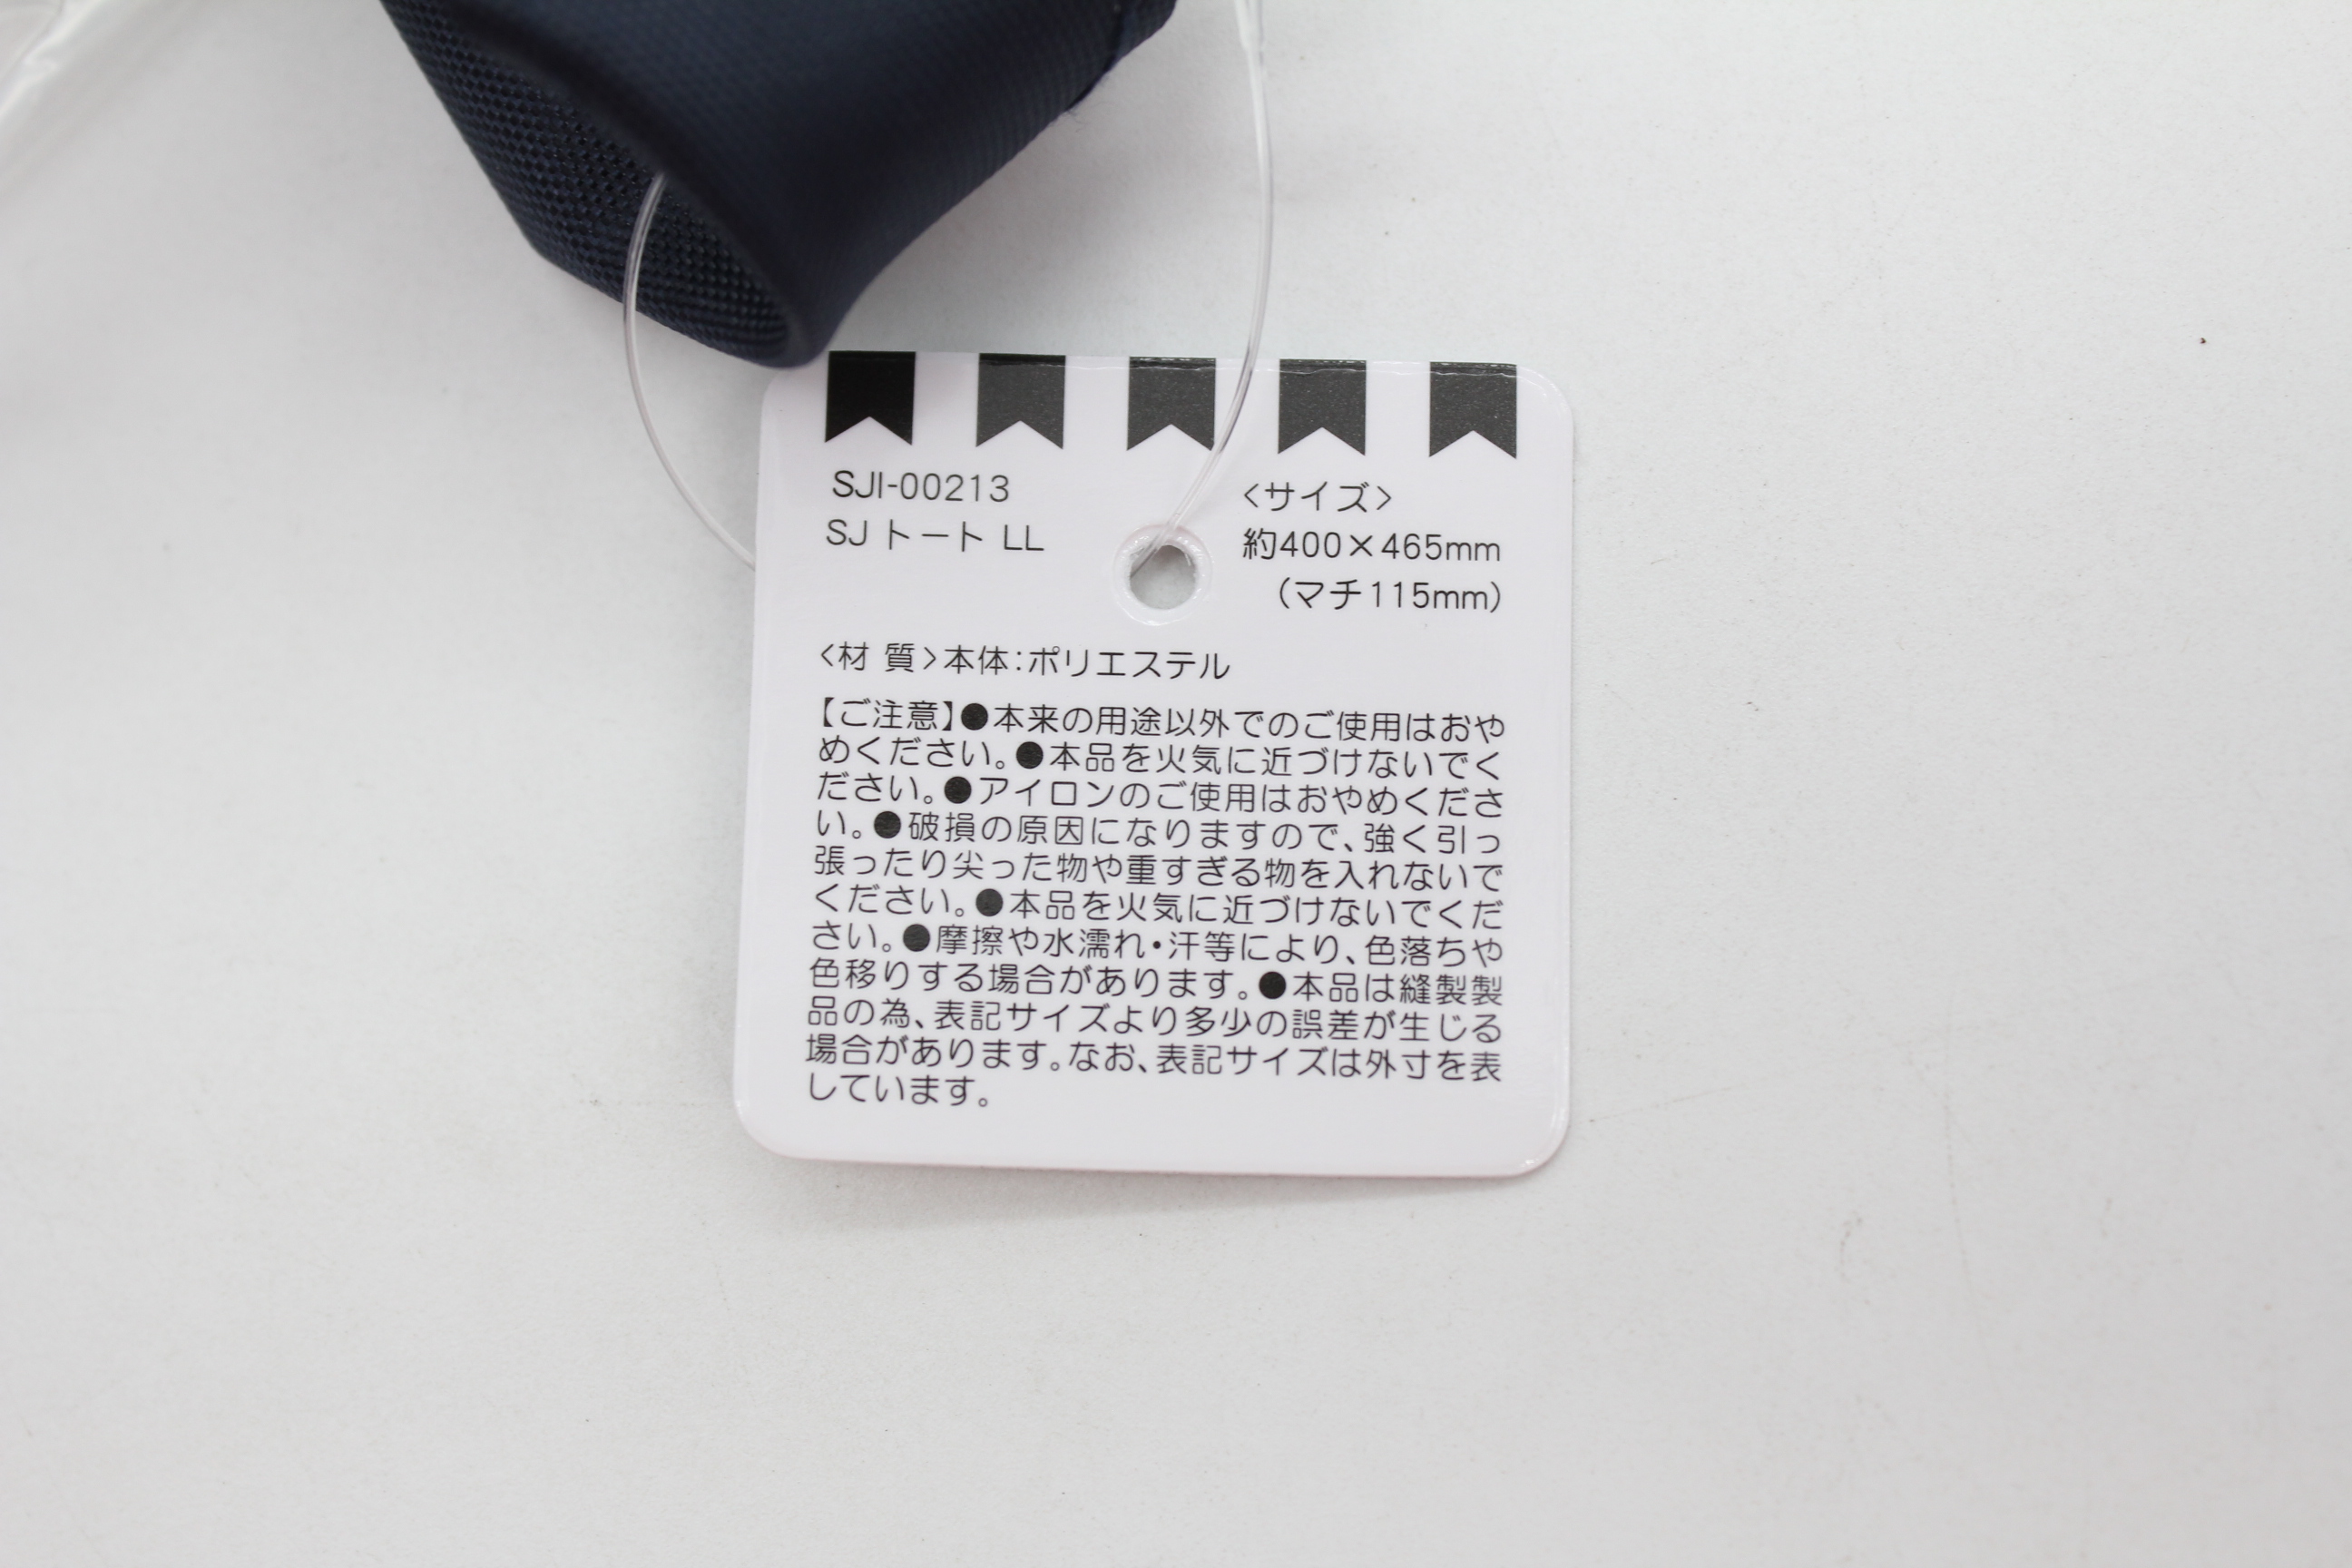 SJI-00213
SJ トート LL
<サイズ>
約400×465mm
(マチ115mm)
<材 質>本体:ポリエステル
【ご注意】●本来の用途以外でのご使用はおや
めください。●本品を火気に近づけないでく
ださい。●アイロンのご使用はおやめくださ
い。●破損の原因になりますので、強く引っ
張ったり尖った物や重すぎる物を入れないで
ください。●本品を火気に近づけないでくだ
さい。●摩擦や水濡れ・汗等により、色落ちや
色移りする場合があります。●本品は縫製製
品の為、表記サイズより多少の誤差が生じる
場合があります。なお、表記サイズは外寸を表
しています。